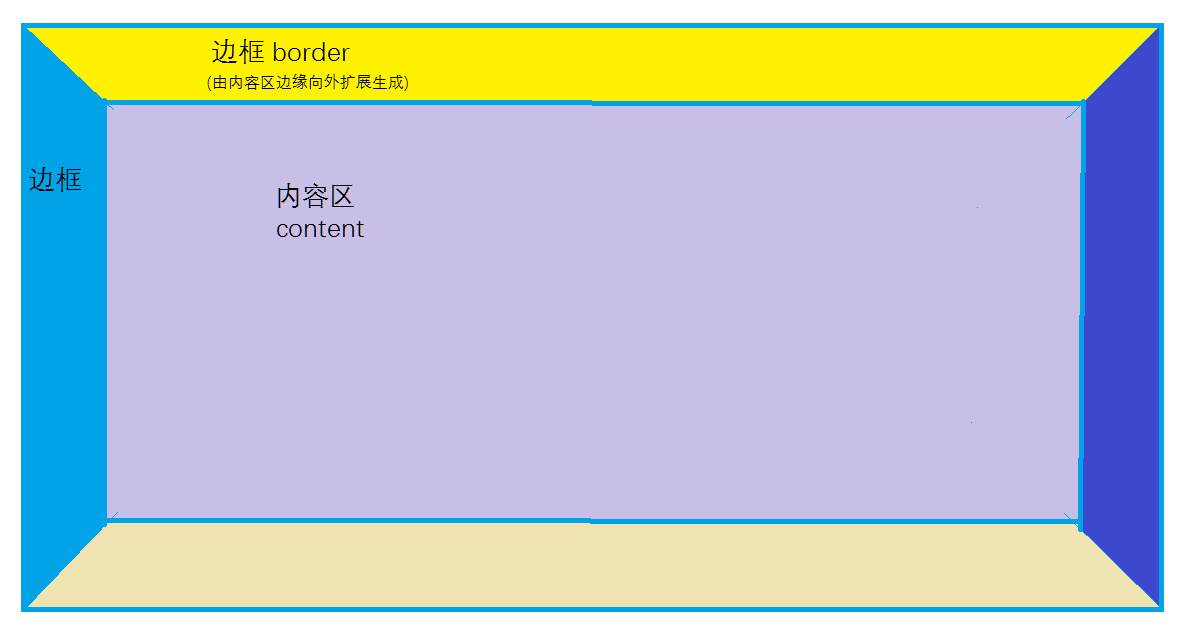 边框 border
(由内容区边缘向外扩展生成)
边框
内容区
content